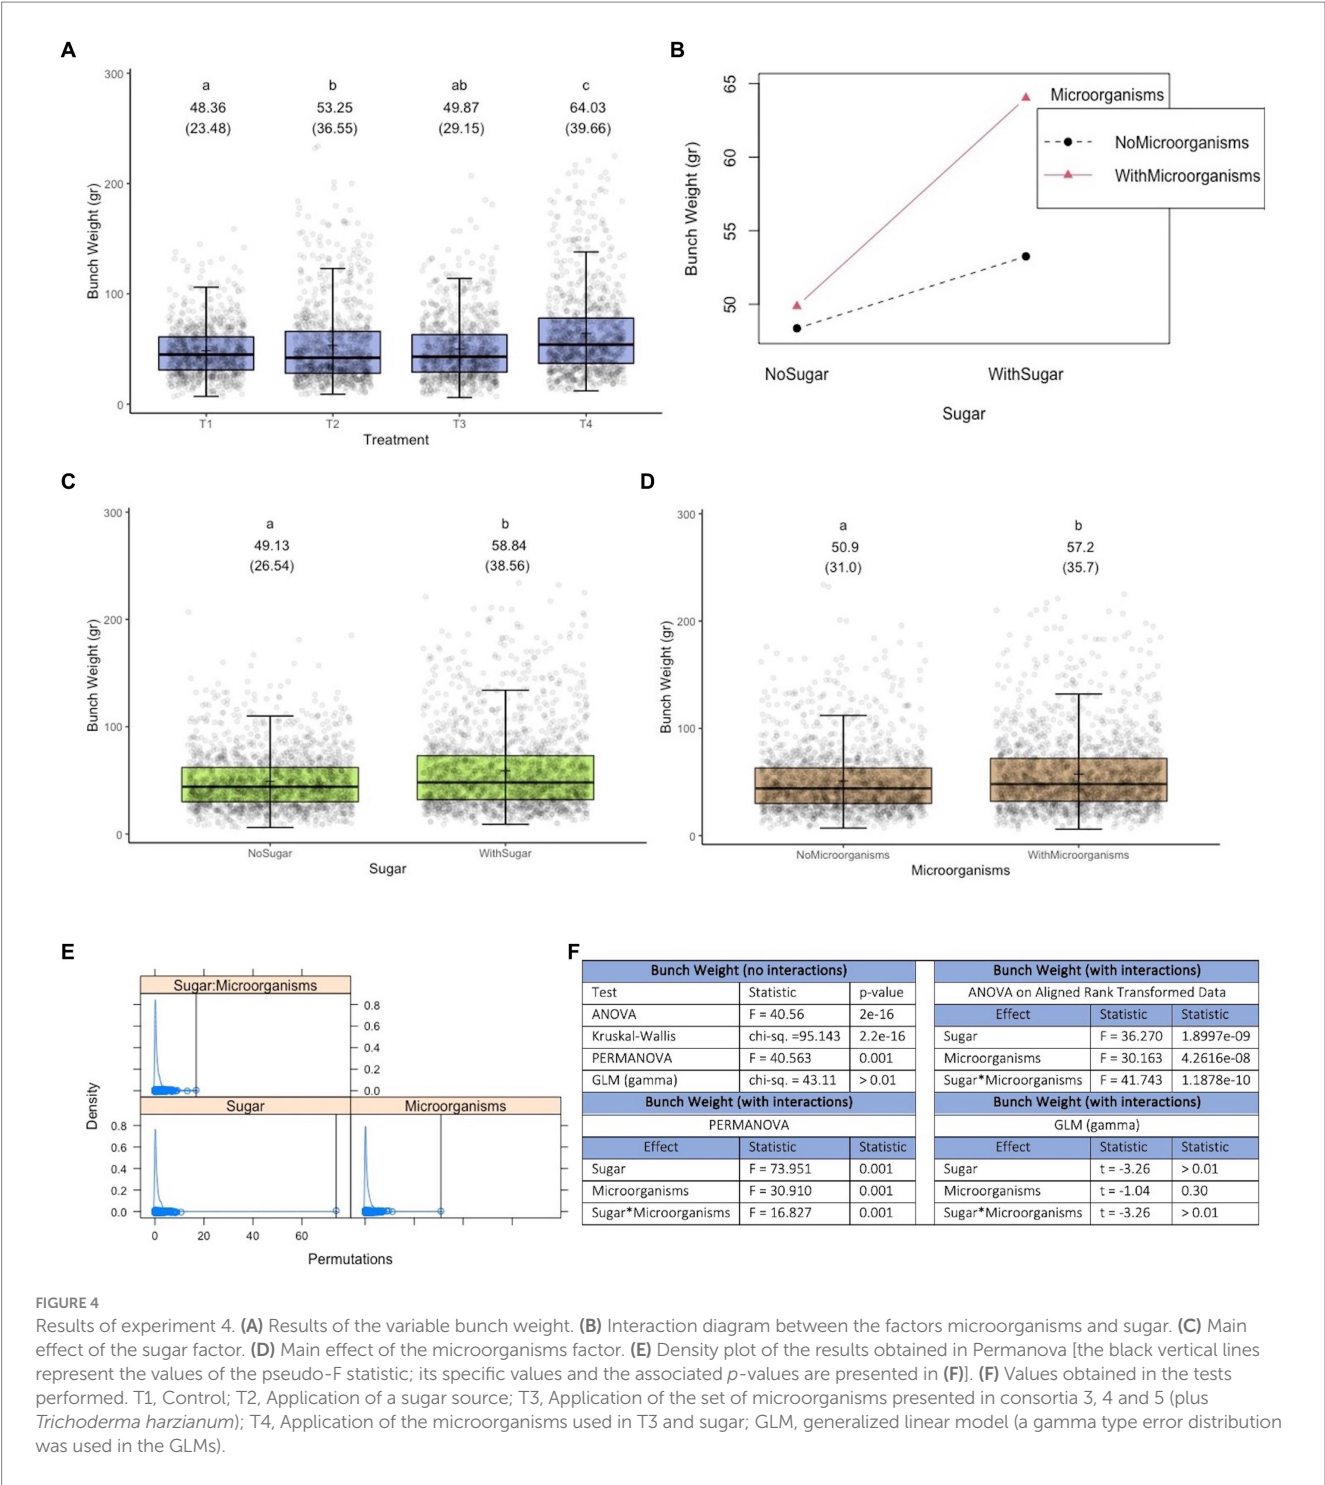 A
300
200
100
0
Bunch Weight (gr)
a
48.36
(23.48)
b
53.25
(36.55)
ab
49.87
(29.15)
c
64.03
(39.66)
T1
T2
T3
T4
Treatment
B
65
60
55
50
Bunch Weight (gr)
Microorganisms
NoMicroorganisms
WithMicroorganisms
NoSugar
WithSugar
Sugar
C
300
200
100
0
Bunch Weight (gr)
a
49.13
(26.54)
b
58.84
(38.56)
NoSugar
WithSugar
Sugar
D
300
200
100
0
Bunch Weight (gr)
a
50.9
(31.0)
b
57.2
(35.7)
NoMicroorganisms
WithMicroorganisms
Microorganisms
E
Sugar:Microorganisms
0.8
0.6
0.4
0.2
0.0
Density
Sugar
Microorganisms
0.8
0.6
0.4
0.2
0.0
0 20 40 60
Permutations
F
Bunch Weight (no interactions)
Test Statistic p-value
ANOVA F = 40.56 2e-16
Kruskal-Wallis chi-sq. =95.143 2.2e-16
PERMANOVA F = 40.563 0.001
GLM (gamma) chi-sq. = 43.11 > 0.01
Bunch Weight (with interactions)
PERMANOVA
Effect Statistic Statistic
Sugar F = 73.951 0.001
Microorganisms F = 30.910 0.001
Sugar*Microorganisms F = 16.827 0.001
Bunch Weight (with interactions)
ANOVA on Aligned Rank Transformed Data
Effect Statistic Statistic
Sugar F = 36.270 1.8997e-09
Microorganisms F = 30.163 4.2616e-08
Sugar*Microorganisms F = 41.743 1.1878e-10
Bunch Weight (with interactions)
GLM (gamma)
Effect Statistic Statistic
Sugar t = -3.26 > 0.01
Microorganisms t = -1.04 0.30
Sugar*Microorganisms t = -3.26 > 0.01
FIGURE 4
Results of experiment 4. (A) Results of the variable bunch weight. (B) Interaction diagram between the factors microorganisms and sugar. (C) Main
effect of the sugar factor. (D) Main effect of the microorganisms factor. (E) Density plot of the results obtained in Permanova [the black vertical lines
represent the values of the pseudo-F statistic; its specific values and the associated p-values are presented in (F)]. (F) Values obtained in the tests
performed. T1, Control; T2, Application of a sugar source; T3, Application of the set of microorganisms presented in consortia 3, 4 and 5 (plus
Trichoderma harzianum); T4, Application of the microorganisms used in T3 and sugar; GLM, generalized linear model (a gamma type error distribution
was used in the GLMs).